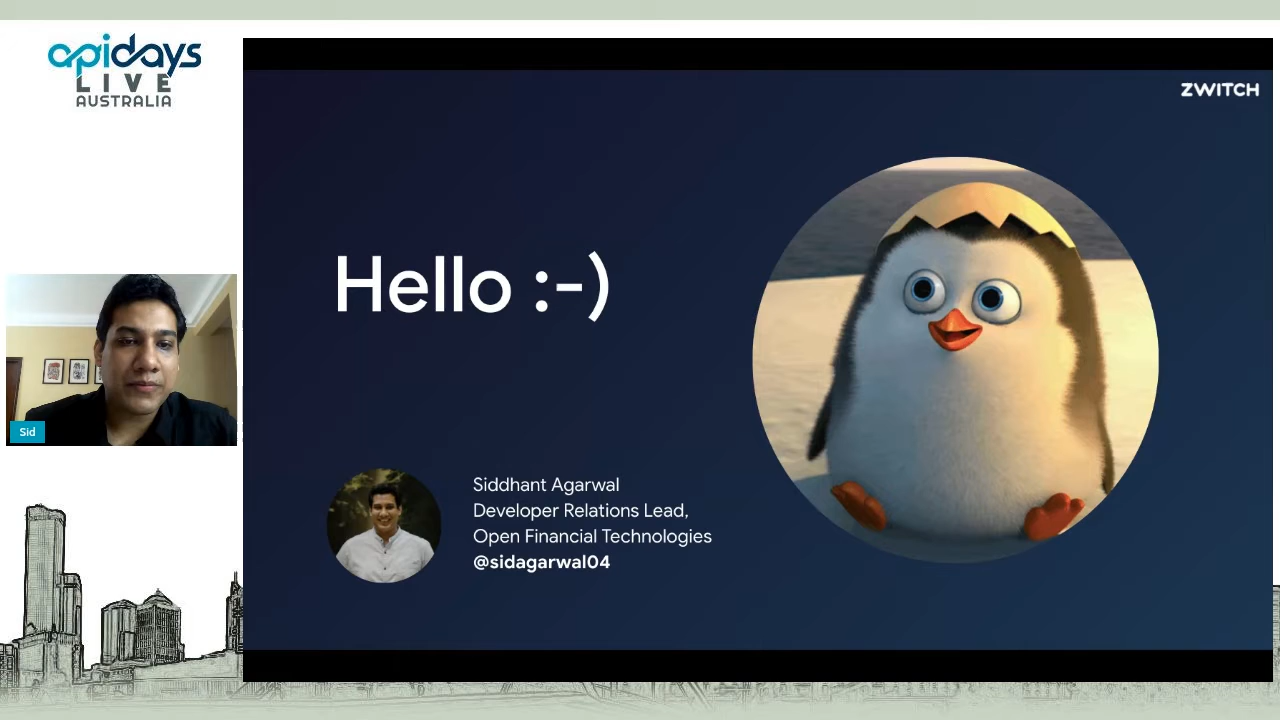 apidays
LIVE
AUSTRALIA
ZWITCH
Hello :-)
Sid
Siddhant Agarwal
Developer Relations Lead,
Open Financial Technologies
@sidagarwal04